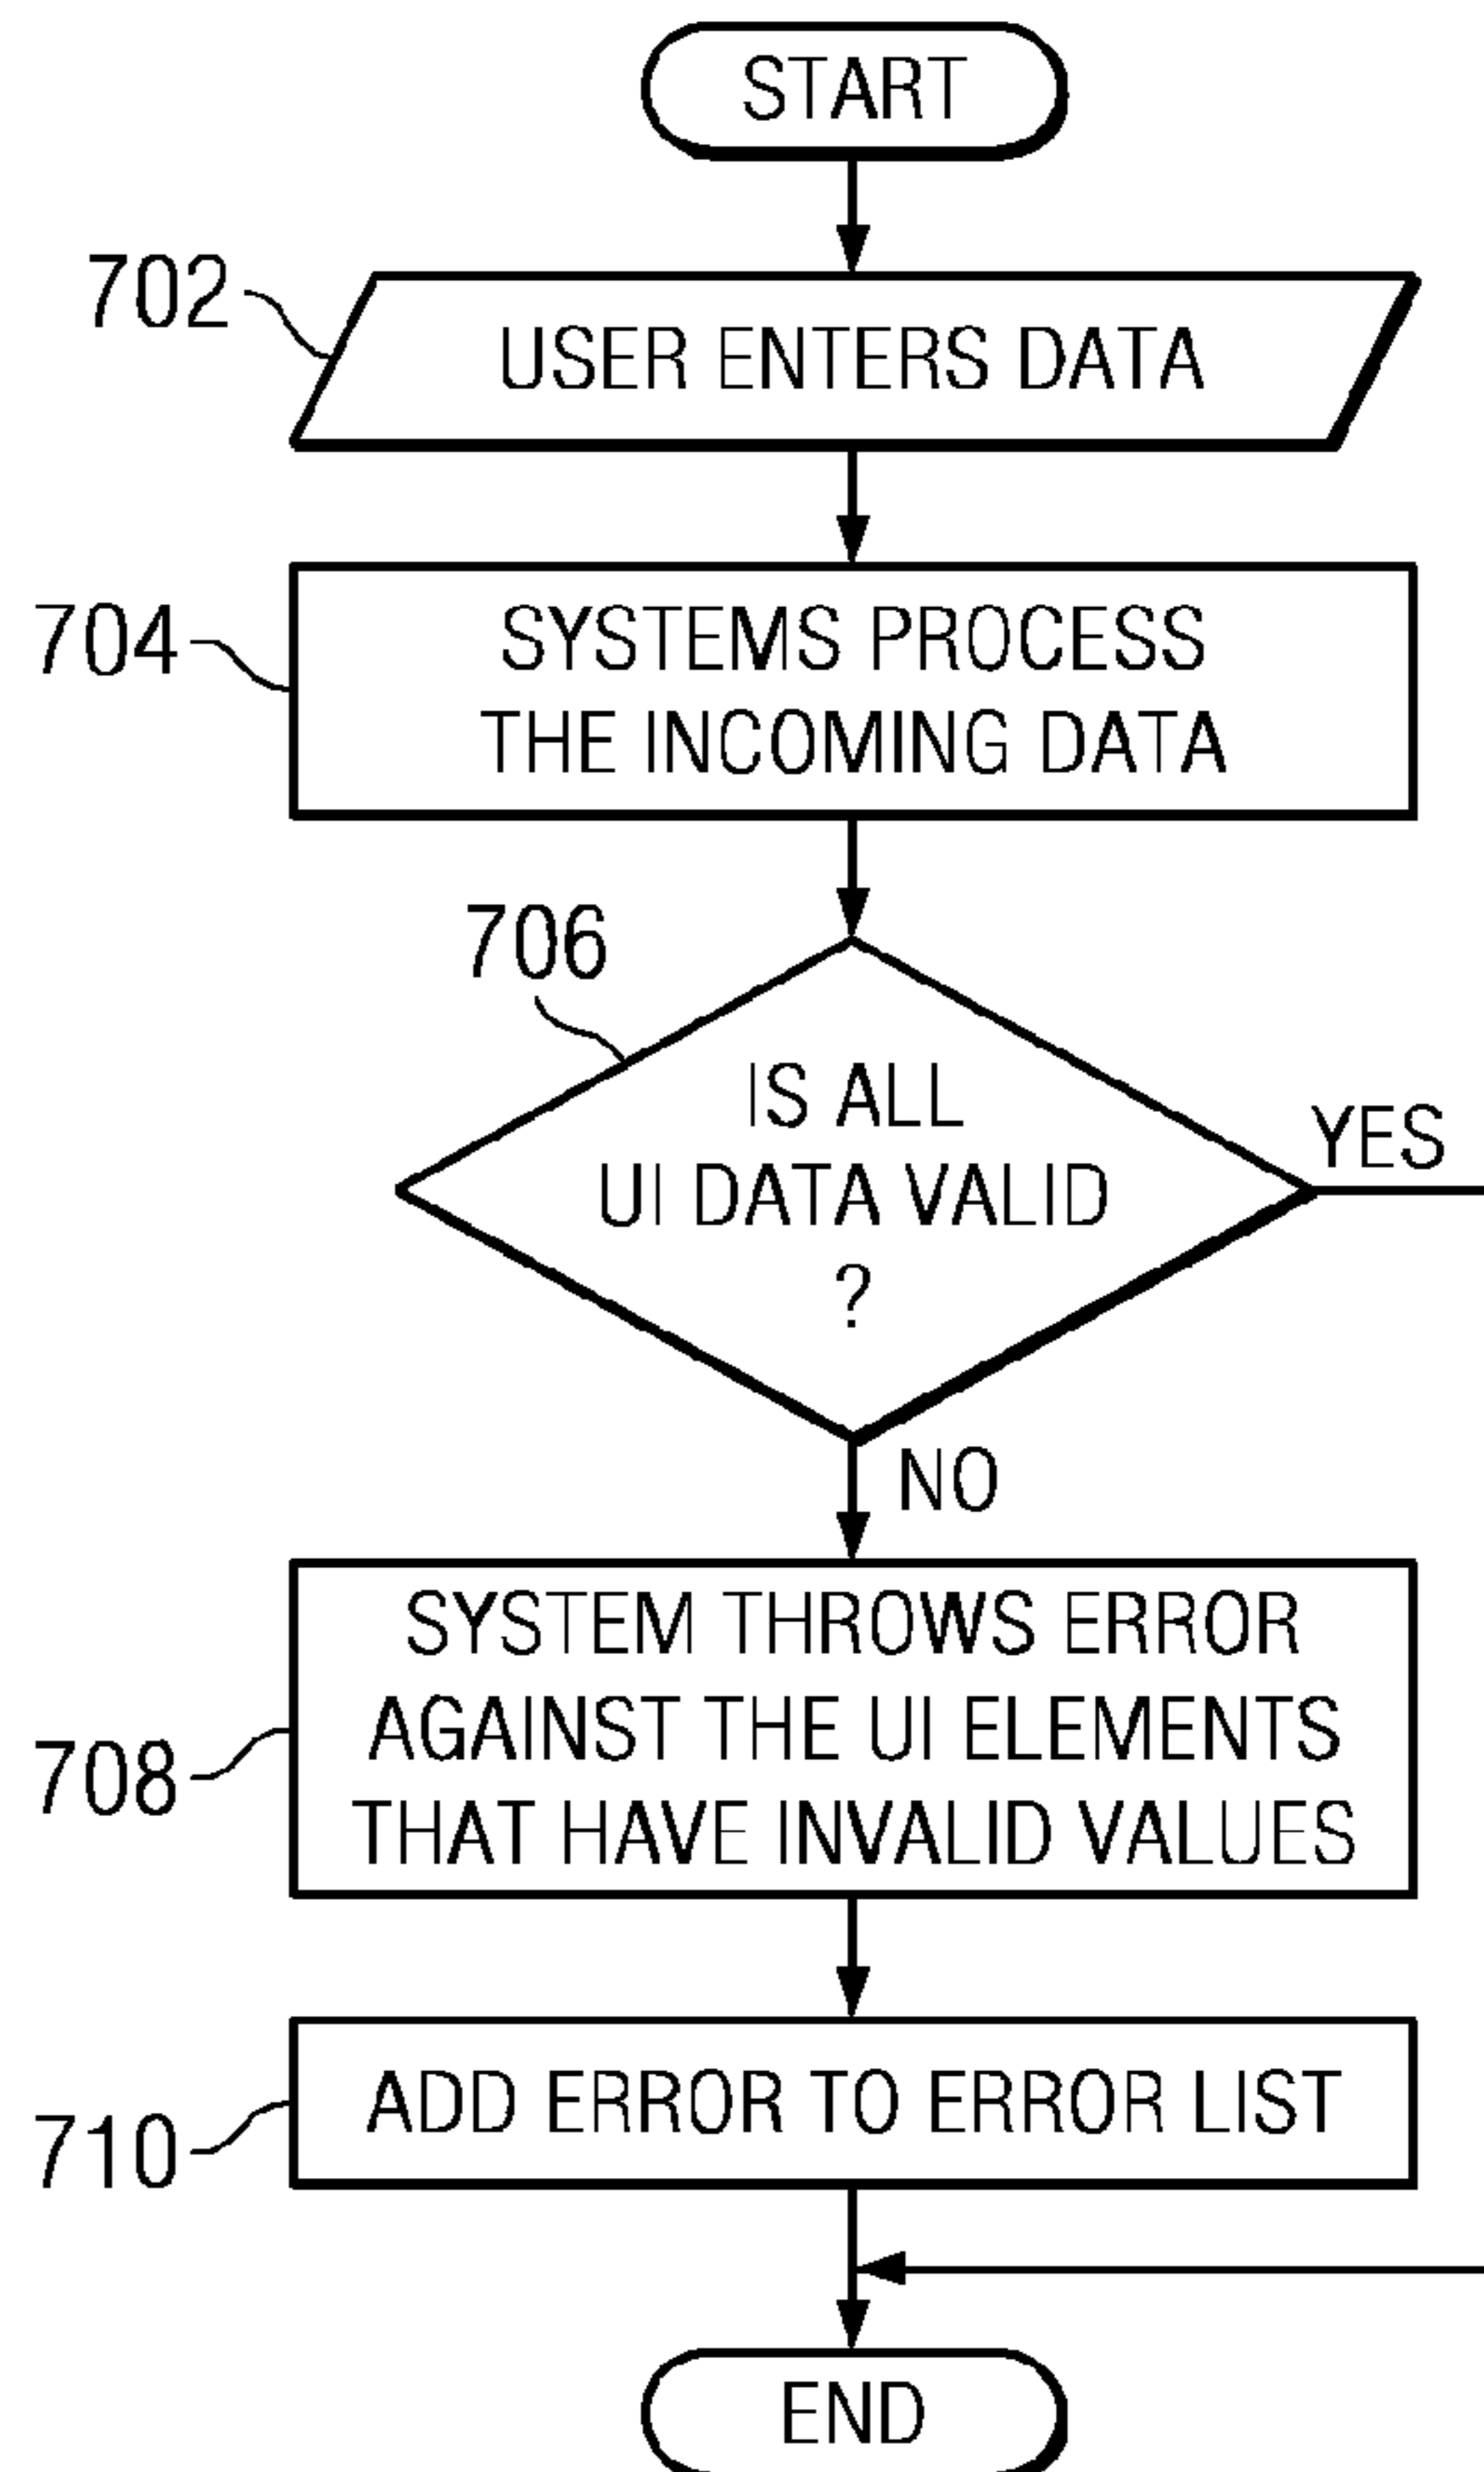 START
702
USER ENTERS DATA
704
SYSTEMS PROCESS
THE INCOMING DATA
706
IS ALL
UI DATA VALID
?
YES
NO
SYSTEM THROWS ERROR
AGAINST THE UI ELEMENTS
THAT HAVE INVALID VALUES
708
ADD ERROR TO ERROR LIST
710
END